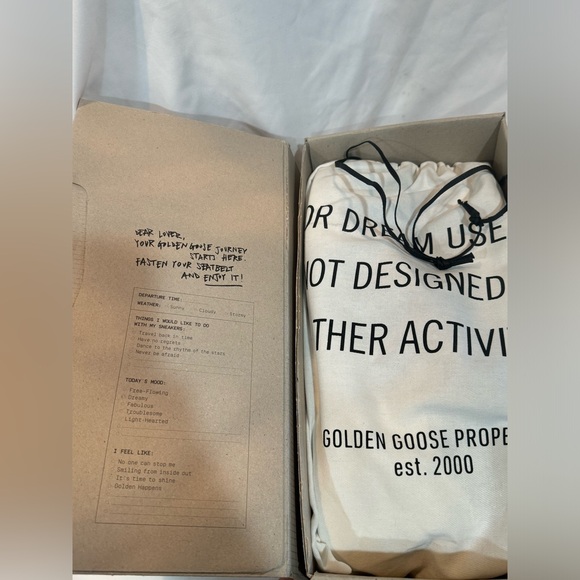 DEAR LOVER,
YOUR GOLDEN GOOSE JOURNEY
STARTS HERE.
FASTEN YOUR SEATBELT
AND ENJOY IT!
DEPARTURE TIME:
WEATHER: Sunny Cloudy Stormy
THINGS I WOULD LIKE TO DO
WITH MY SNEAKERS:
Travel back in time
Have no regrets
Dance to the rhythm of the stars
Never be afraid
TODAY'S MOOD:
Free-Flowing
Dreamy
Fabulous
Troublesome
Light-Hearted
I FEEL LIKE:
No one can stop me
Smiling from inside out
It's time to shine
Golden Happens
OR DREAM USE
NOT DESIGNED
THER ACTIVI
GOLDEN GOOSE PROPE
est. 2000